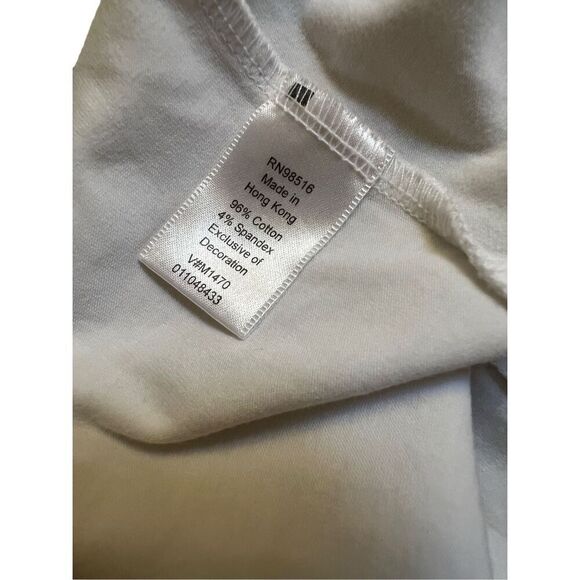 RN98516
Made in
Hong Kong
96% Cotton
4% Spandex
Exclusive of
Decoration
V#M1470
011048433